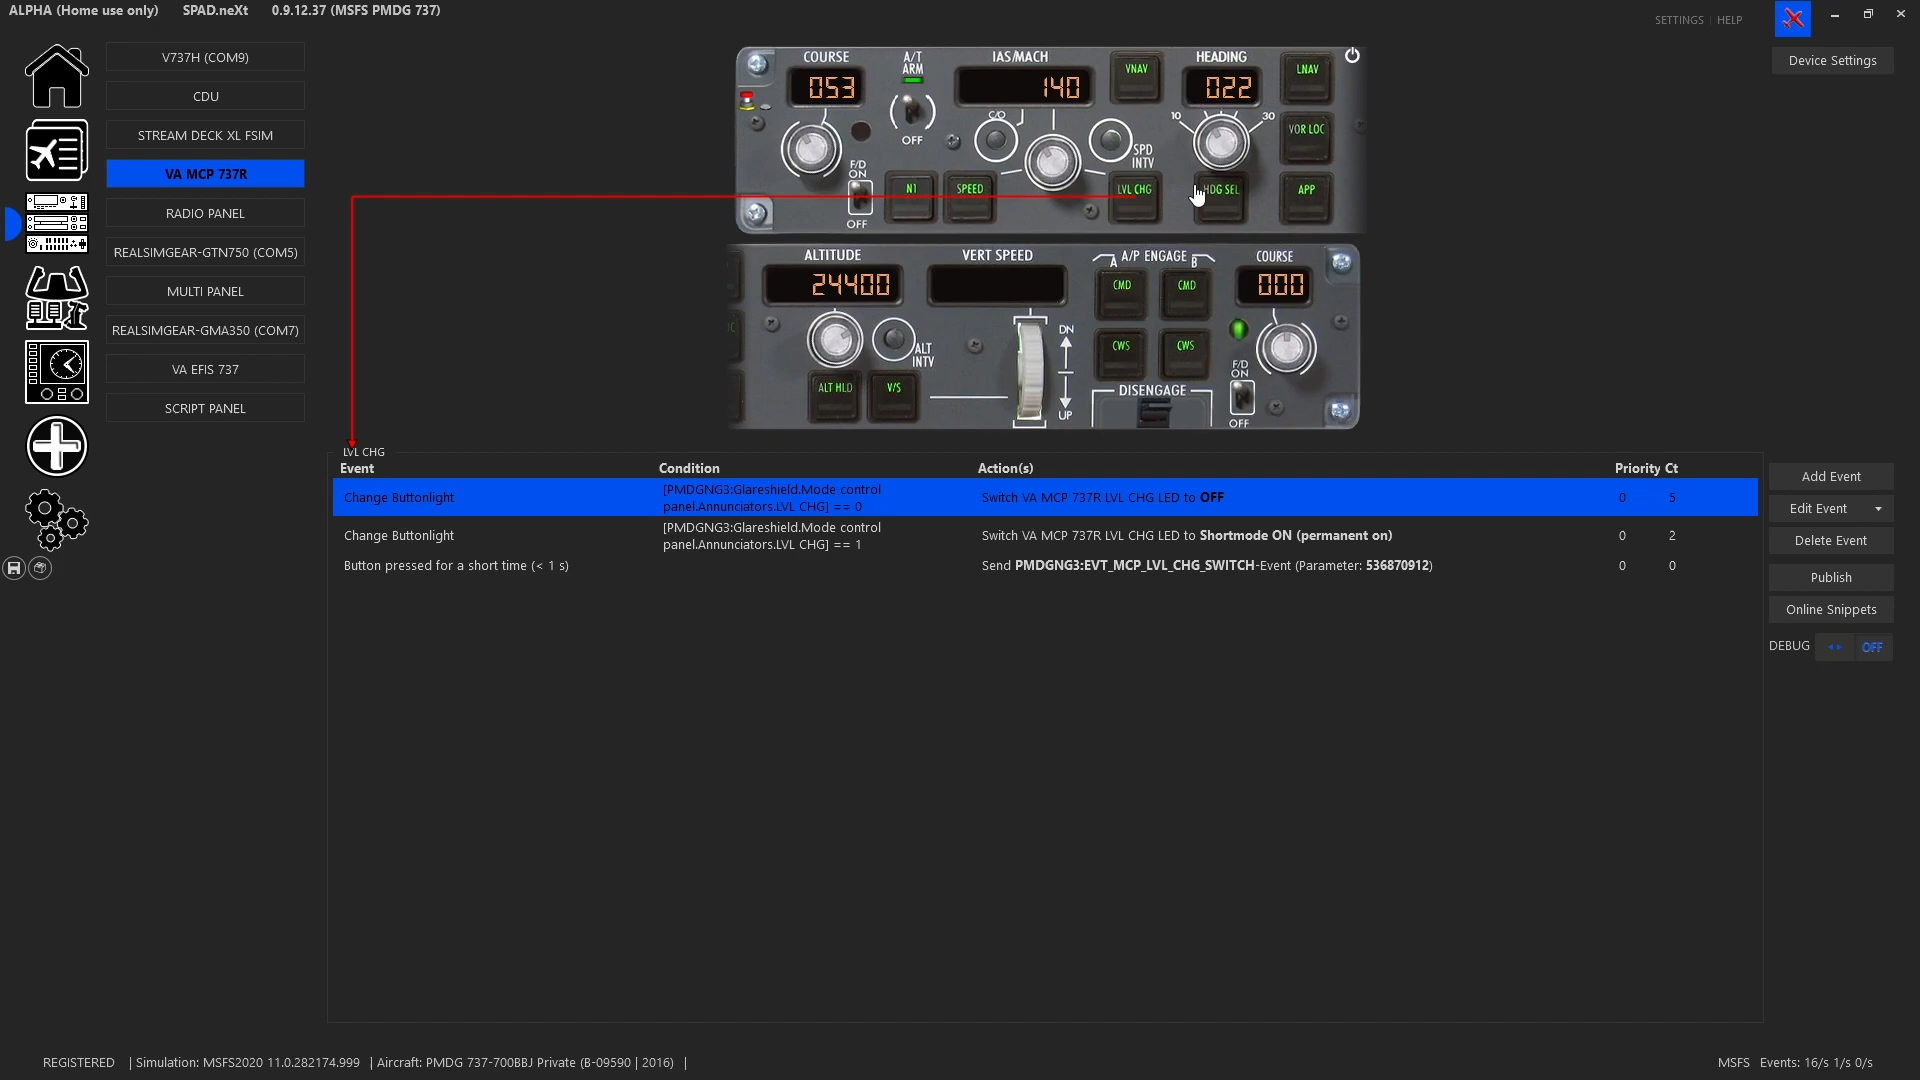 ALPHA (Home use only) SPAD.neXt 0.9.12.37 (MSFS PMDG 737)
SETTINGS | HELP
Device Settings
V737H (COM9)
CDU
STREAM DECK XL FSIM
VA MCP 737R
RADIO PANEL
REALSIMGEAR-GTN750 (COM5)
MULTI PANEL
REALSIMGEAR-GMA350 (COM7)
VA EFIS 737
SCRIPT PANEL
COURSE A/T IAS/MACH HEADING
ARM
VNAV LNAV
053 140 022
10 30
C/O
OFF
VOR LOC
SPD
INTV
F/D
ON
N1 SPEED LVL CHG HDG SEL APP
OFF
ALTITUDE VERT SPEED A/P ENGAGE COURSE
A B
24400 CMD CMD 000
DN
ALT
INTV
CWS CWS
F/D
ON
ALT HLD V/S
DISENGAGE
UP
OFF
LVL CHG
Event Condition Action(s) Priority Ct
Change Buttonlight [PMDGNG3:Glareshield.Mode control Switch VA MCP 737R LVL CHG LED to OFF 0 5
panel.Annunciators.LVL CHG] == 0
Change Buttonlight [PMDGNG3:Glareshield.Mode control Switch VA MCP 737R LVL CHG LED to Shortmode ON (permanent on) 0 2
panel.Annunciators.LVL CHG] == 1
Button pressed for a short time (< 1 s) Send PMDGNG3:EVT_MCP_LVL_CHG_SWITCH-Event (Parameter: 536870912) 0 0
Add Event
Edit Event
Delete Event
Publish
Online Snippets
DEBUG OFF
REGISTERED | Simulation: MSFS2020 11.0.282174.999 | Aircraft: PMDG 737-700BBJ Private (B-09590 | 2016) |
MSFS Events: 16/s 1/s 0/s